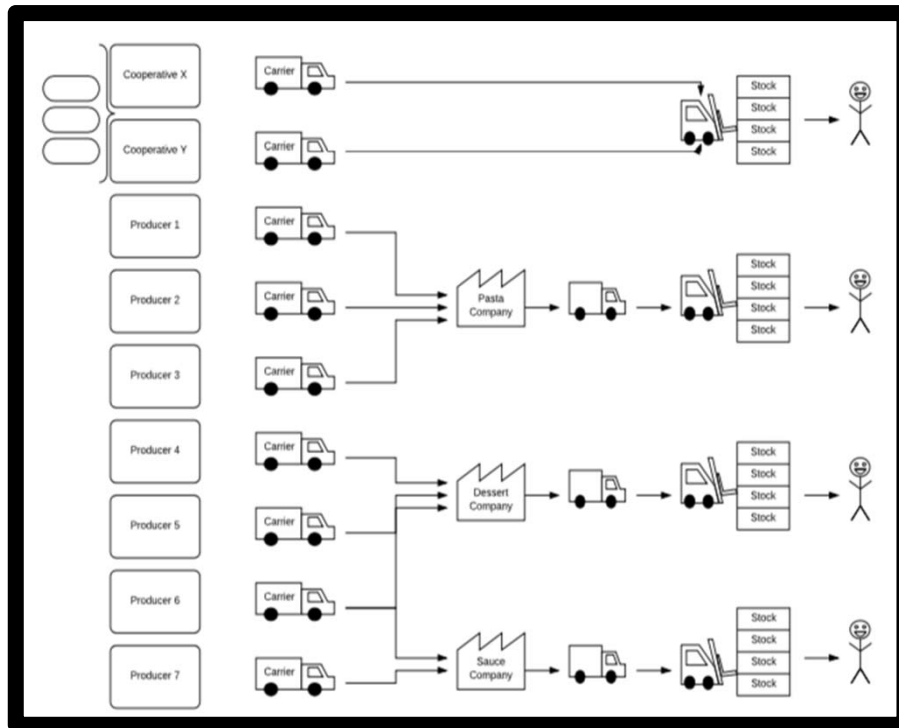 Cooperative X
Carrier
Stock
Stock
Stock
Stock
Cooperative Y
Carrier
Producer 1
Carrier
Producer 2
Carrier
Pasta
Company
Stock
Stock
Stock
Stock
Producer 3
Carrier
Producer 4
Carrier
Stock
Stock
Stock
Stock
Dessert
Company
Producer 5
Carrier
Producer 6
Carrier
Stock
Stock
Stock
Stock
Producer 7
Carrier
Sauce
Company